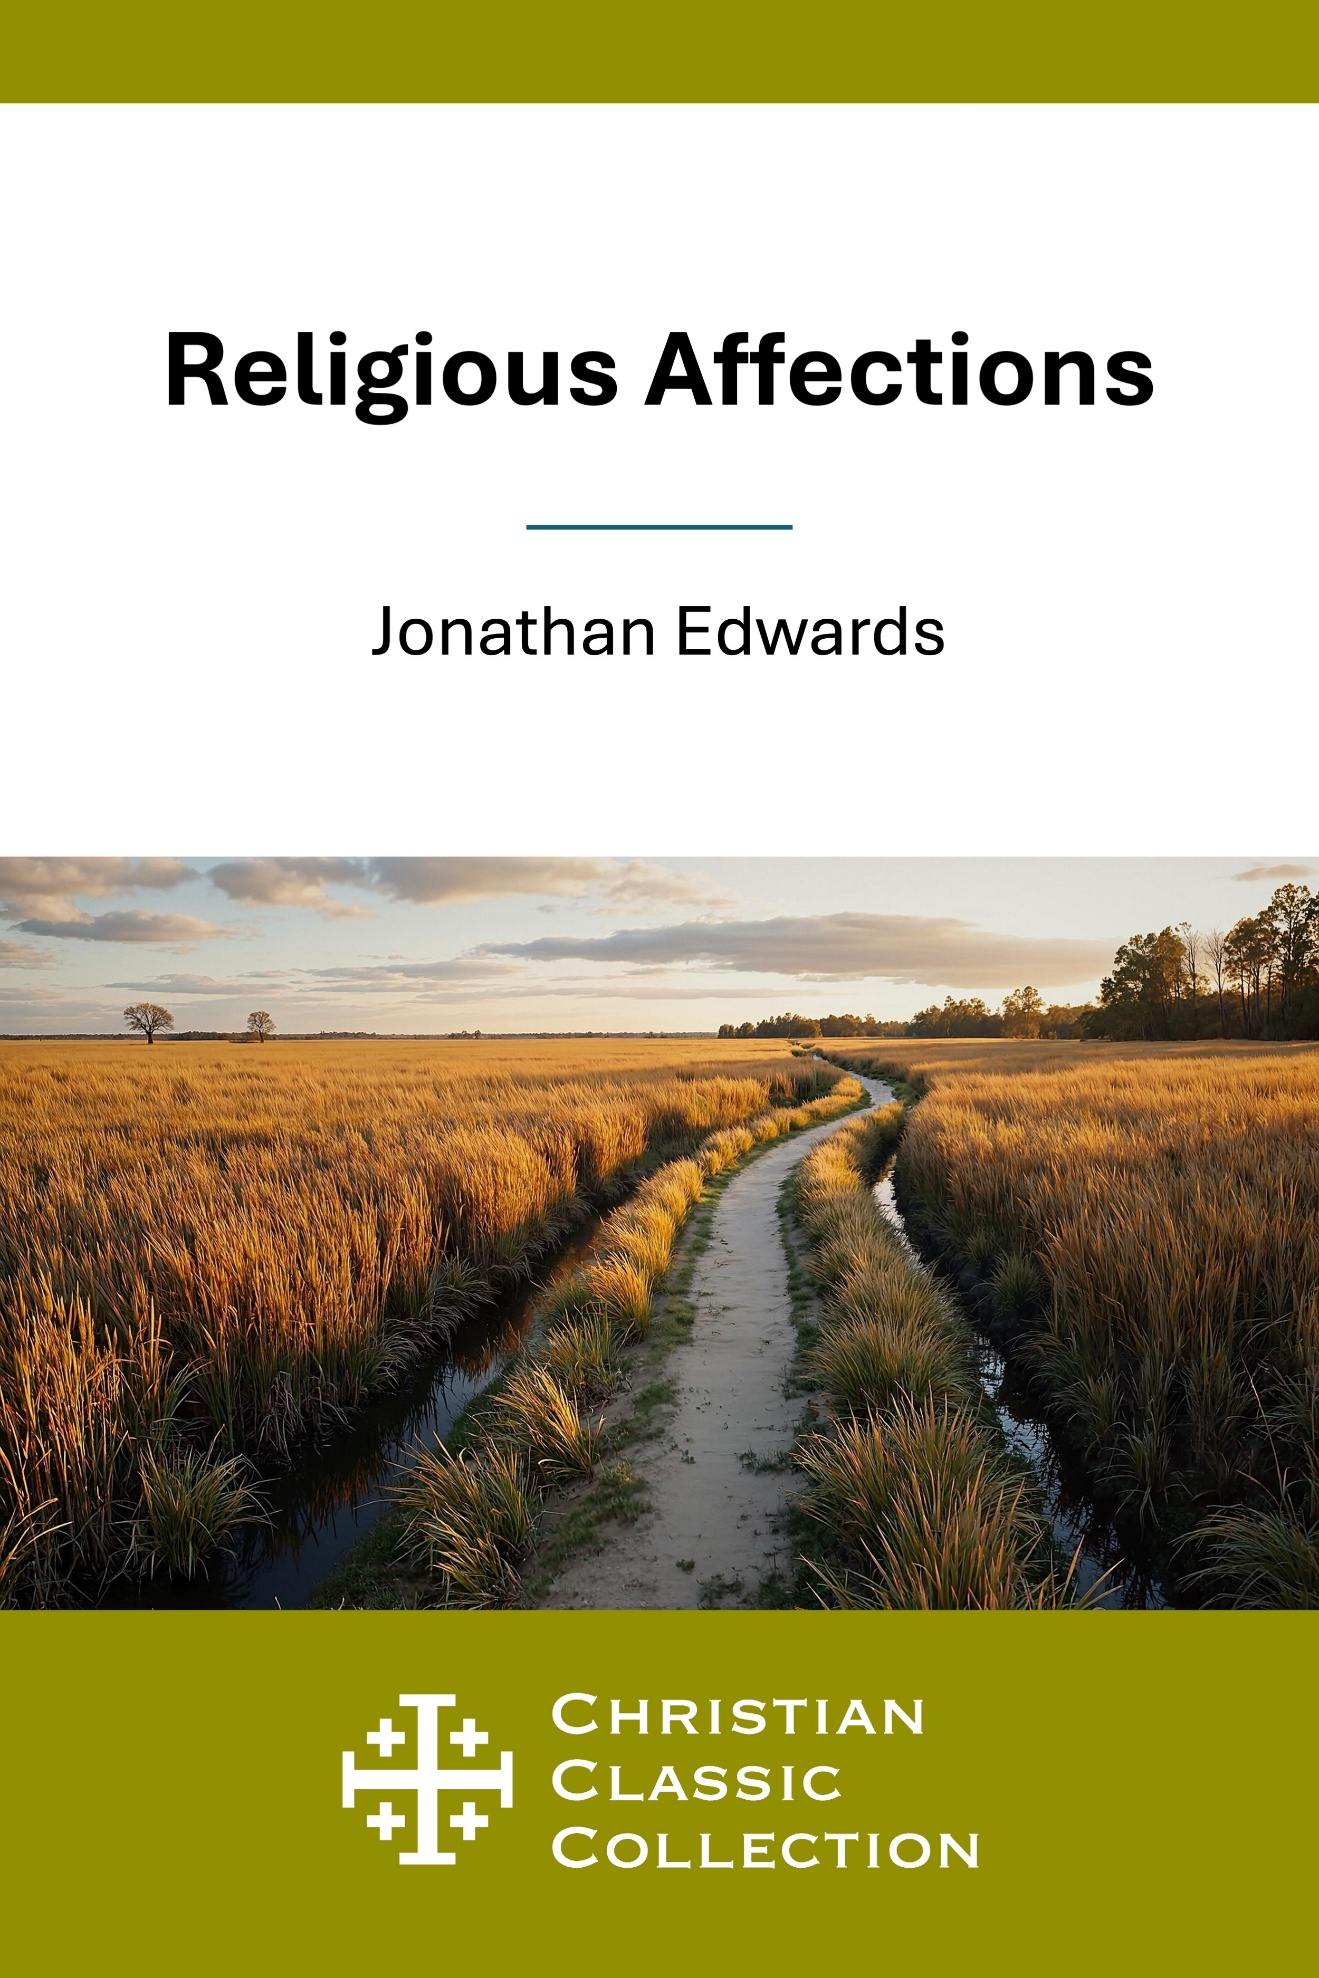 Religious Affections
Jonathan Edwards
Christian
Classic
Collection